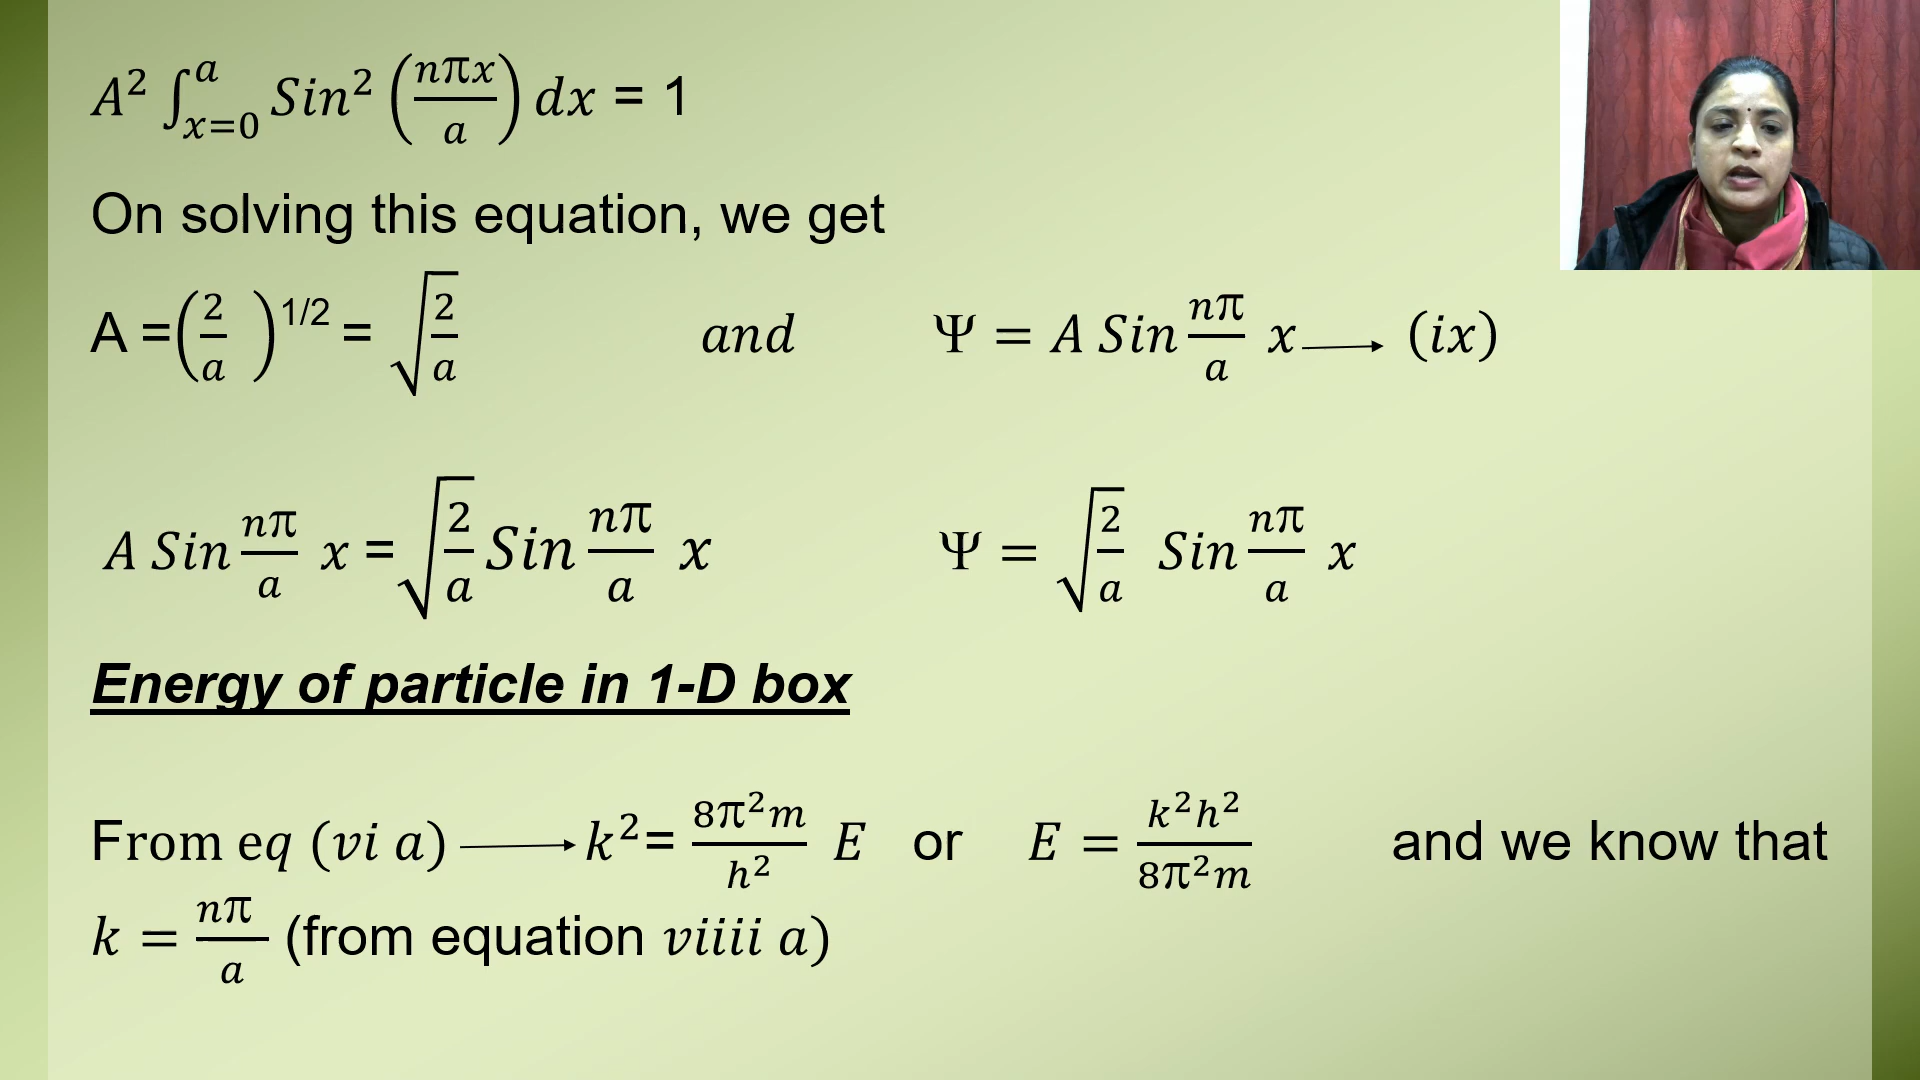 A² ∫ₓ₌₀ᵃ Sin² (nπx/a) dx = 1
On solving this equation, we get
A = (2/a )^1/2 = √(2/a) and Ψ = A Sin nπ/a x ⟶ (ix)
A Sin nπ/a x = √(2/a) Sin nπ/a x Ψ = √(2/a) Sin nπ/a x
Energy of particle in 1-D box
From eq (vi a) ⟶ k² = 8π²m/h² E or E = k²h²/8π²m and we know that
k = nπ/a (from equation viiii a)